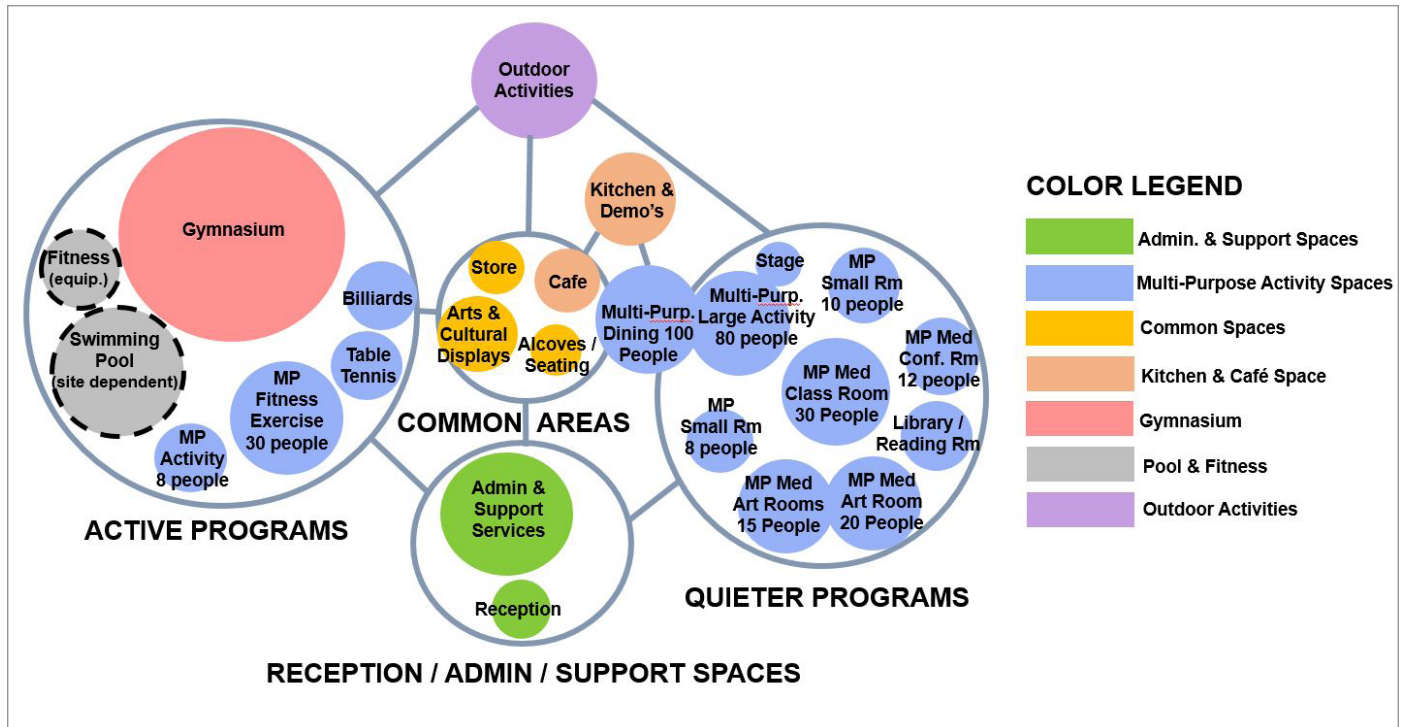 Outdoor
Activities
Gymnasium
Fitness
(equip.)
Swimming
Pool
(site dependent)
Billiards
Table
Tennis
MP
Fitness
Exercise
30 people
MP
Activity
8 people
ACTIVE PROGRAMS
Kitchen &
Demo's
Store
Cafe
Arts &
Cultural
Displays
Alcoves /
Seating
COMMON AREAS
Multi-Purp.
Dining 100
People
Stage
Multi-Purp.
Large Activity
80 people
MP
Small Rm
10 people
MP Med
Conf. Rm
12 people
MP Med
Class Room
30 People
MP
Small Rm
8 people
Library /
Reading Rm
MP Med
Art Rooms
15 People
MP Med
Art Room
20 People
QUIETER PROGRAMS
Admin &
Support
Services
Reception
RECEPTION / ADMIN / SUPPORT SPACES
COLOR LEGEND
Admin. & Support Spaces
Multi-Purpose Activity Spaces
Common Spaces
Kitchen & Café Space
Gymnasium
Pool & Fitness
Outdoor Activities